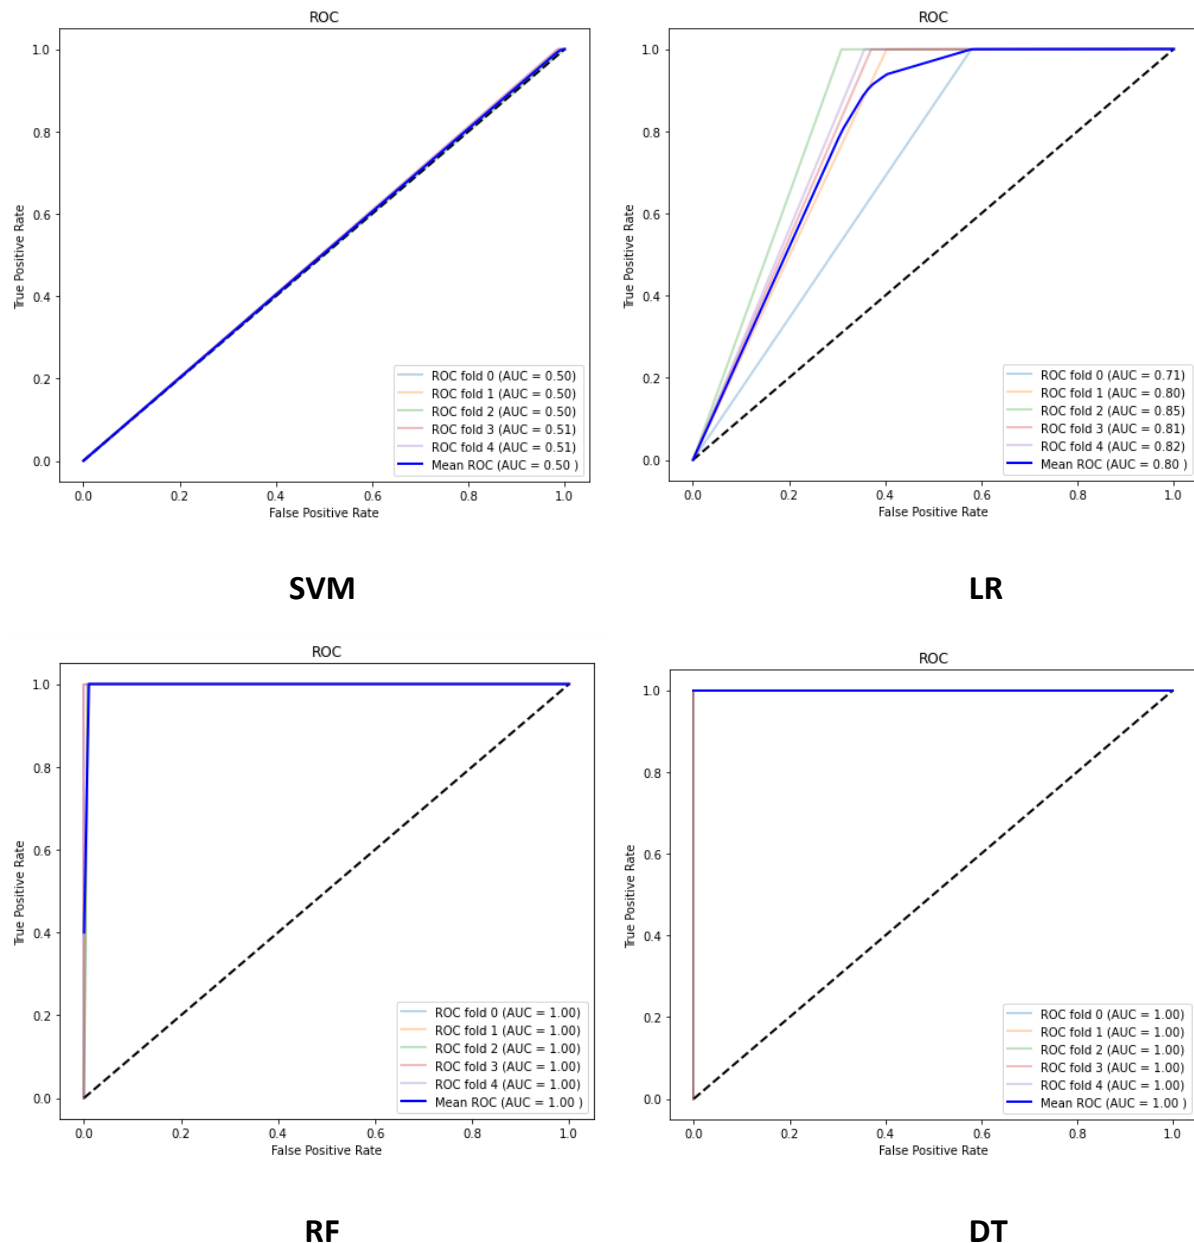 ROC
True Positive Rate
1.0
0.8
0.6
0.4
0.2
0.0
ROC fold 0 (AUC = 0.50)
ROC fold 1 (AUC = 0.50)
ROC fold 2 (AUC = 0.50)
ROC fold 3 (AUC = 0.51)
ROC fold 4 (AUC = 0.51)
Mean ROC (AUC = 0.50 )
0.0 0.2 0.4 0.6 0.8 1.0
False Positive Rate
SVM
ROC
True Positive Rate
1.0
0.8
0.6
0.4
0.2
0.0
ROC fold 0 (AUC = 0.71)
ROC fold 1 (AUC = 0.80)
ROC fold 2 (AUC = 0.85)
ROC fold 3 (AUC = 0.81)
ROC fold 4 (AUC = 0.82)
Mean ROC (AUC = 0.80 )
0.0 0.2 0.4 0.6 0.8 1.0
False Positive Rate
LR
ROC
True Positive Rate
1.0
0.8
0.6
0.4
0.2
0.0
ROC fold 0 (AUC = 1.00)
ROC fold 1 (AUC = 1.00)
ROC fold 2 (AUC = 1.00)
ROC fold 3 (AUC = 1.00)
ROC fold 4 (AUC = 1.00)
Mean ROC (AUC = 1.00 )
0.0 0.2 0.4 0.6 0.8 1.0
False Positive Rate
RF
ROC
True Positive Rate
1.0
0.8
0.6
0.4
0.2
0.0
ROC fold 0 (AUC = 1.00)
ROC fold 1 (AUC = 1.00)
ROC fold 2 (AUC = 1.00)
ROC fold 3 (AUC = 1.00)
ROC fold 4 (AUC = 1.00)
Mean ROC (AUC = 1.00 )
0.0 0.2 0.4 0.6 0.8 1.0
False Positive Rate
DT